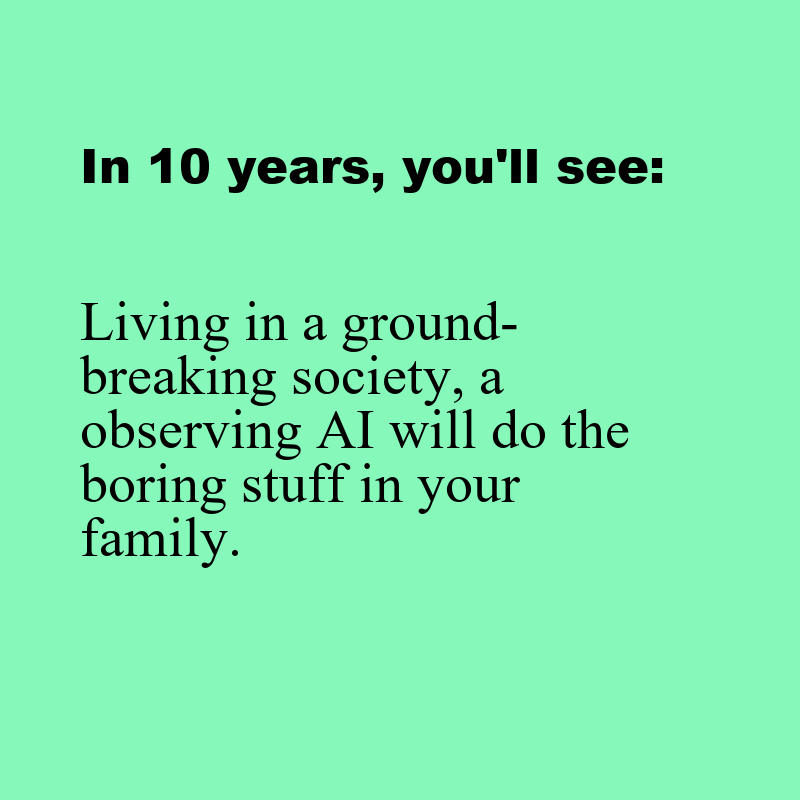 In 10 years, you'll see:
Living in a ground-
breaking society, a
observing AI will do the
boring stuff in your
family.